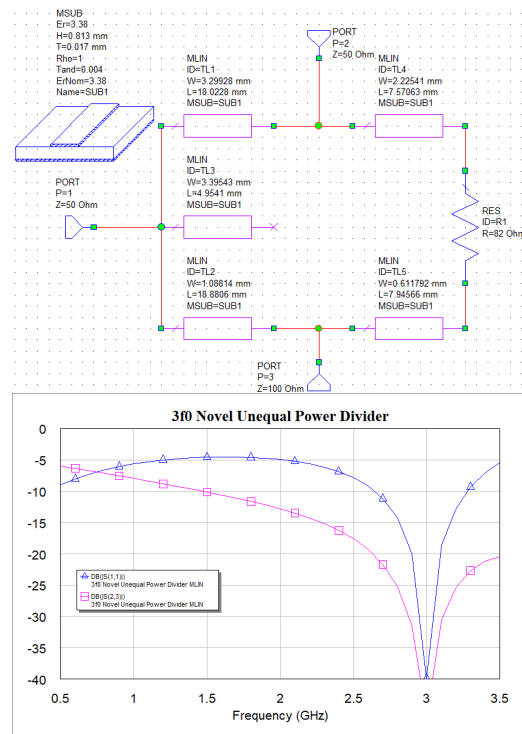 MSUB
Er=3.38
H=0.813 mm
T=0.017 mm
Rho=1
Tand=0.004
ErNom=3.38
Name=SUB1
PORT
P=2
Z=50 Ohm
MLIN
ID=TL1
W=3.29928 mm
L=18.0228 mm
MSUB=SUB1
MLIN
ID=TL4
W=2.22541 mm
L=7.57063 mm
MSUB=SUB1
PORT
P=1
Z=50 Ohm
MLIN
ID=TL3
W=3.39543 mm
L=4.9541 mm
MSUB=SUB1
RES
ID=R1
R=82 Ohm
MLIN
ID=TL2
W=1.08814 mm
L=18.8806 mm
MSUB=SUB1
MLIN
ID=TL5
W=0.611792 mm
L=7.94566 mm
MSUB=SUB1
PORT
P=3
Z=100 Ohm
3f0 Novel Unequal Power Divider
0
-5
-10
-15
-20
-25
-30
-35
-40
DB(|S(1,1)|)
3f0 Novel Unequal Power Divider MLIN
DB(|S(2,3)|)
3f0 Novel Unequal Power Divider MLIN
0.5 1 1.5 2 2.5 3 3.5
Frequency (GHz)